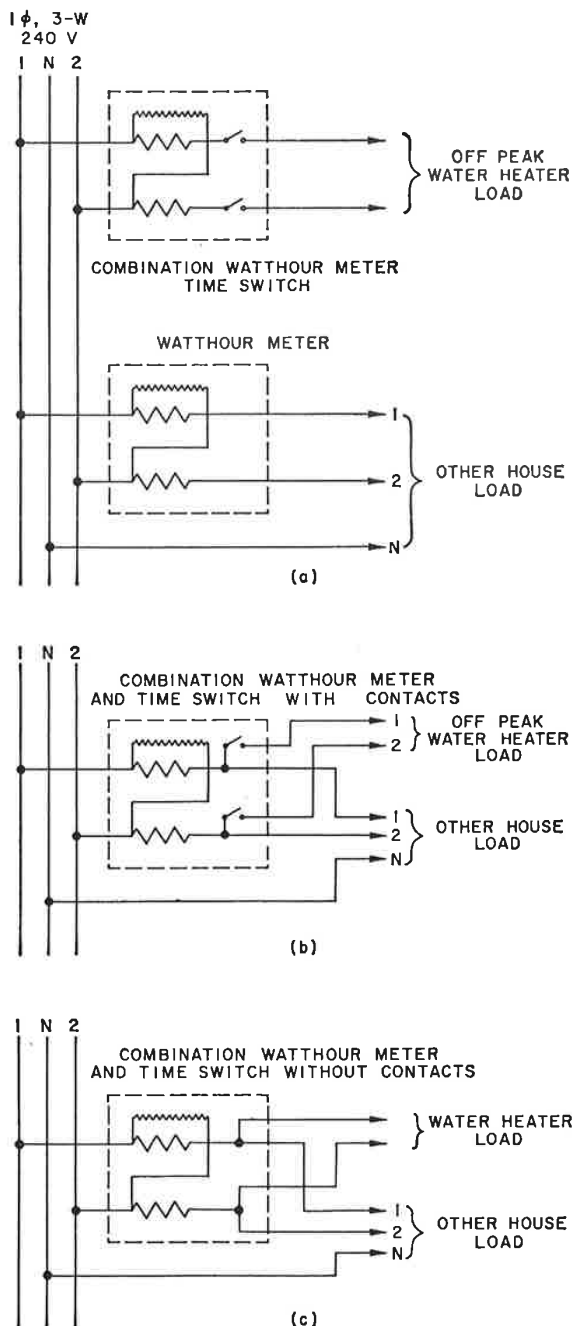 1 ϕ, 3-W
240 V
1 N 2
OFF PEAK
WATER HEATER
LOAD
COMBINATION WATTHOUR METER
TIME SWITCH
WATTHOUR METER
1
2
OTHER HOUSE
LOAD
N
(a)
1 N 2
COMBINATION WATTHOUR METER
AND TIME SWITCH WITH CONTACTS
1
2
OFF PEAK
WATER HEATER
LOAD
1
2
N
OTHER HOUSE
LOAD
(b)
1 N 2
COMBINATION WATTHOUR METER
AND TIME SWITCH WITHOUT CONTACTS
WATER HEATER
LOAD
1
2
N
OTHER HOUSE
LOAD
(c)